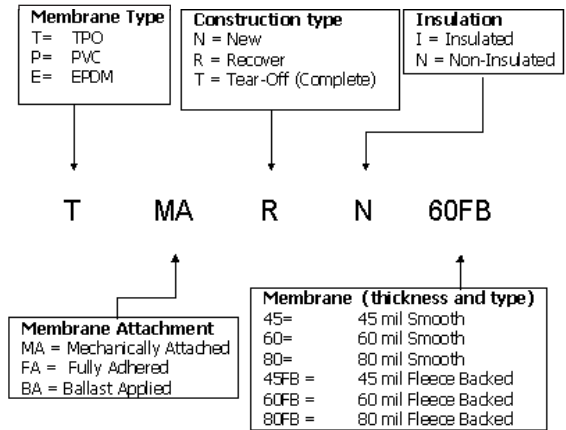 Membrane Type
T= TPO
P= PVC
E= EPDM
Construction type
N = New
R = Recover
T = Tear-Off (Complete)
Insulation
I = Insulated
N = Non-Insulated
T MA R N 60FB
Membrane Attachment
MA = Mechanically Attached
FA = Fully Adhered
BA = Ballast Applied
Membrane (thickness and type)
45= 45 mil Smooth
60= 60 mil Smooth
80= 80 mil Smooth
45FB = 45 mil Fleece Backed
60FB = 60 mil Fleece Backed
80FB = 80 mil Fleece Backed